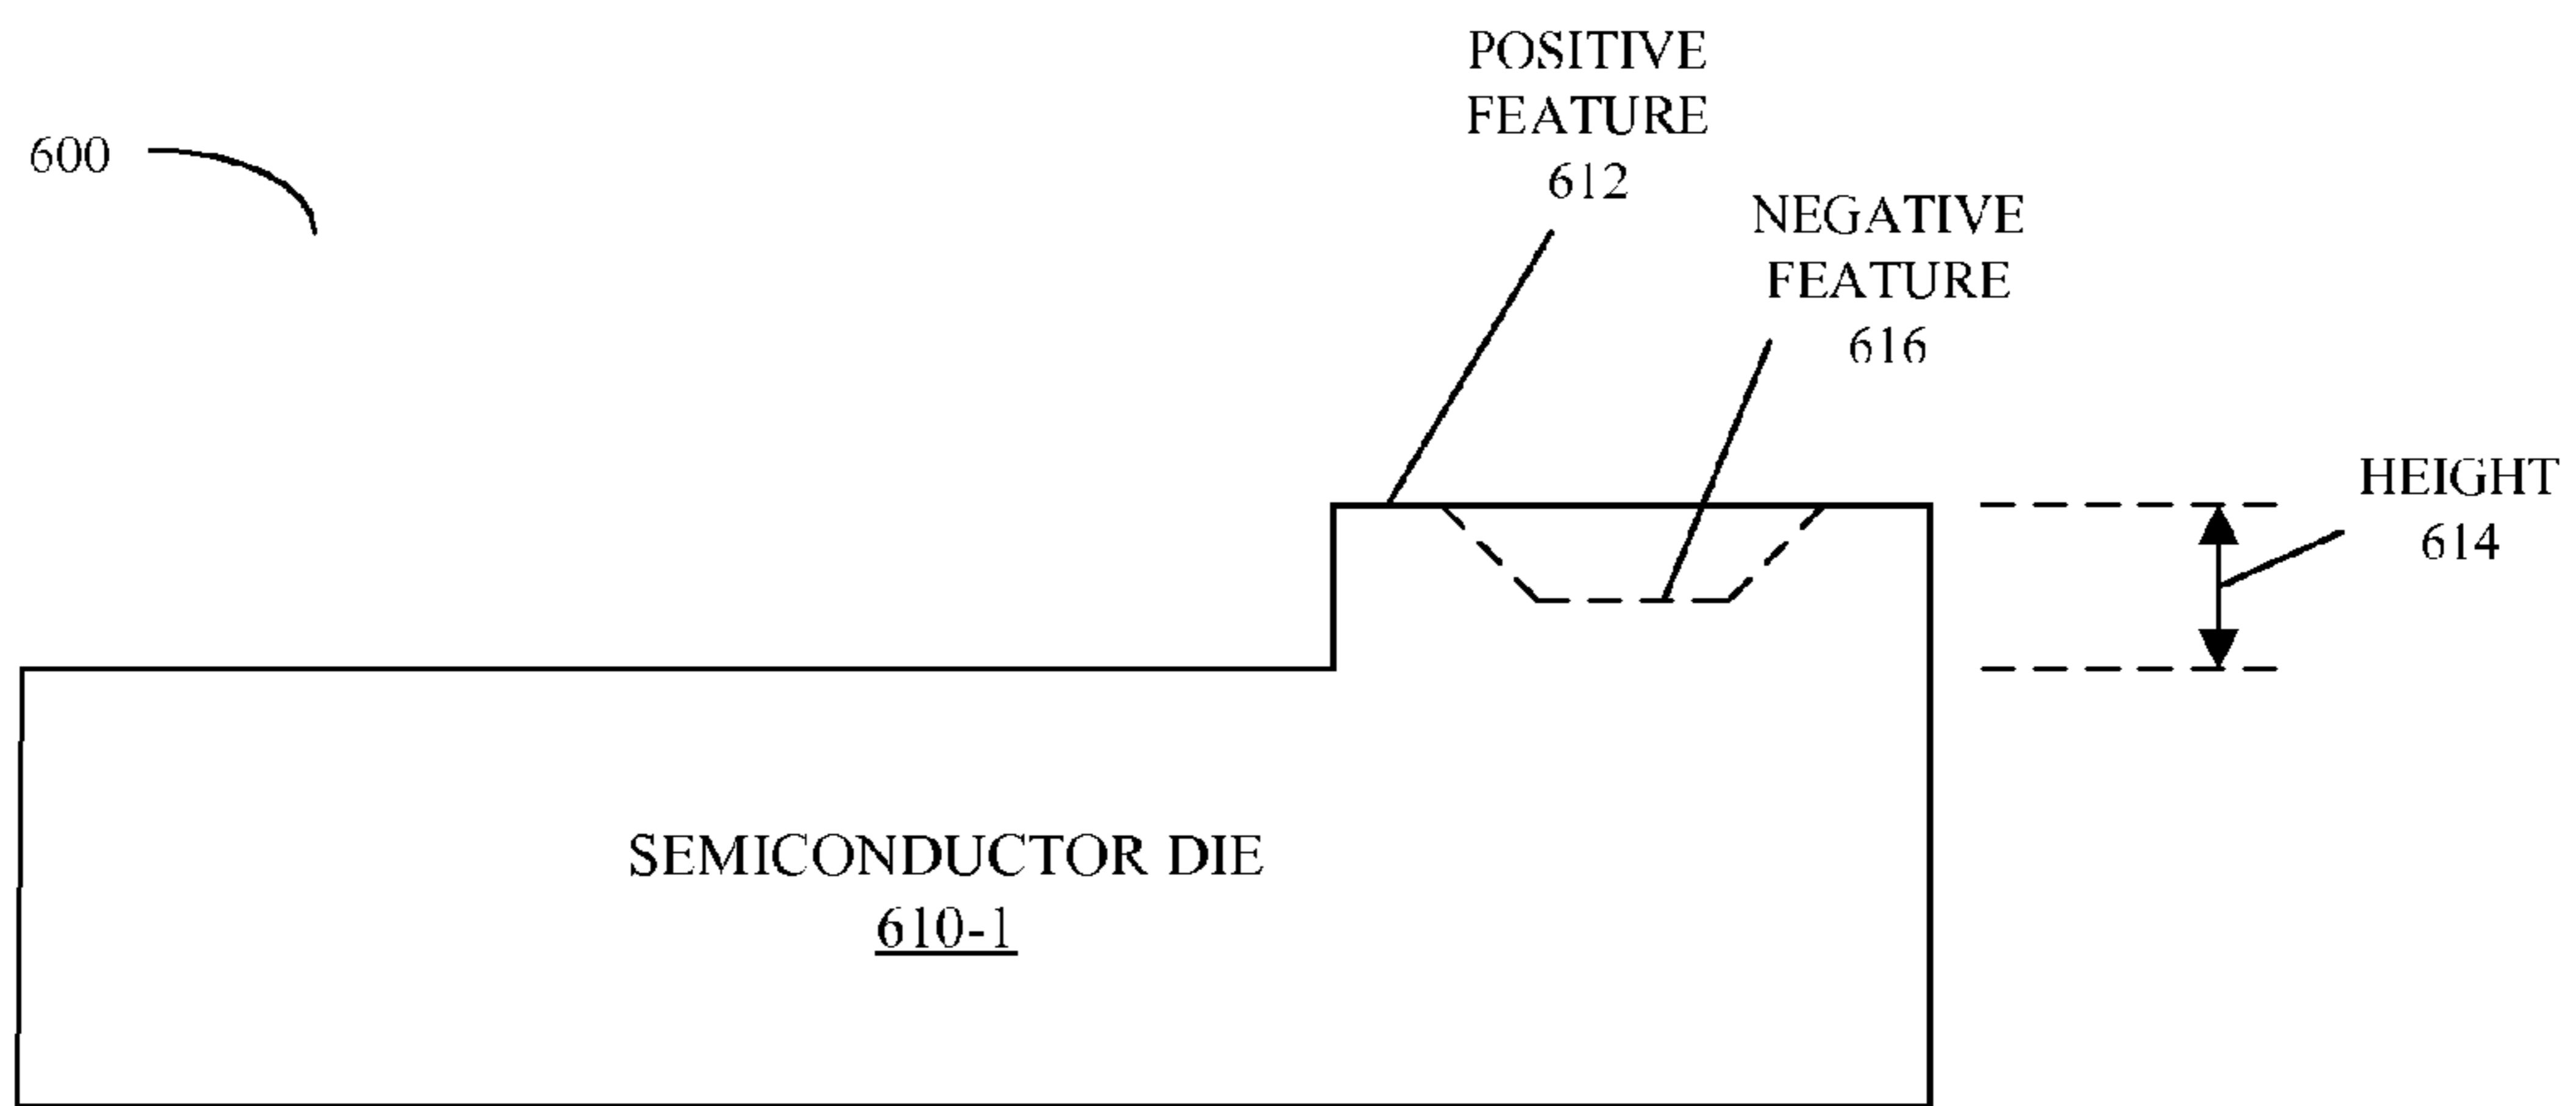 600
POSITIVE
FEATURE
612
NEGATIVE
FEATURE
616
HEIGHT
614
SEMICONDUCTOR DIE
610-1